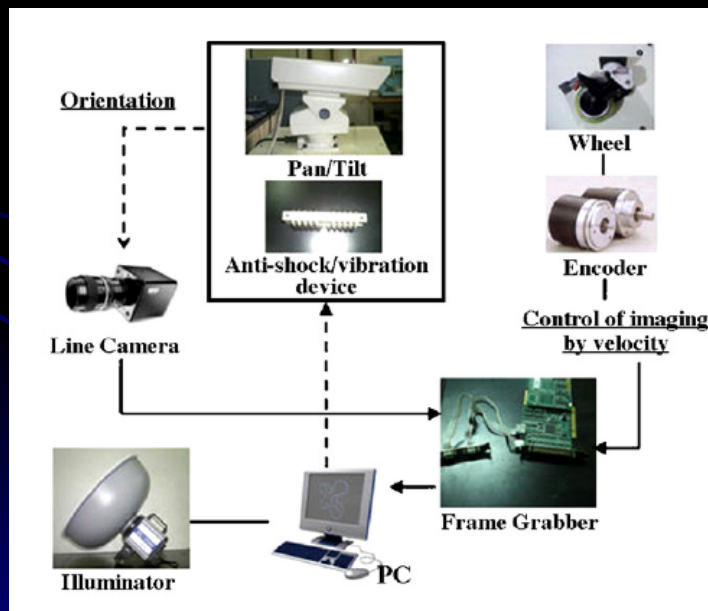 Orientation
Pan/Tilt
Anti-shock/vibration
device
Wheel
Encoder
Control of imaging
by velocity
Line Camera
Frame Grabber
Illuminator
PC